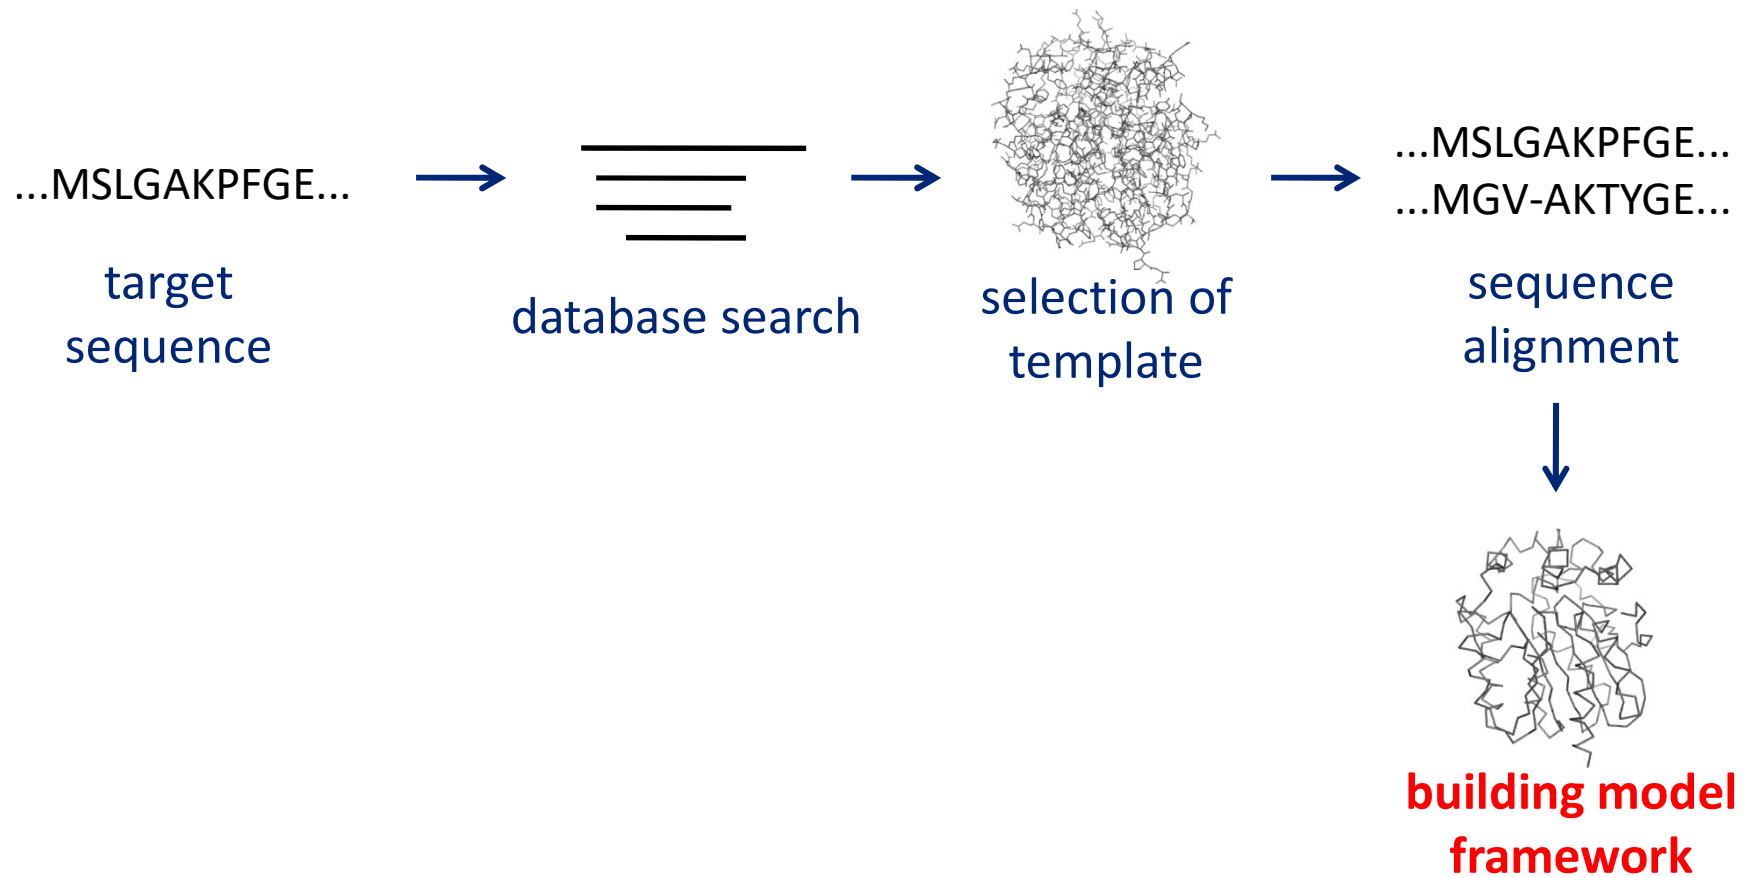 ...MSLGAKPFGE...
target
sequence
database search
selection of
template
...MSLGAKPFGE...
...MGV-AKTYGE...
sequence
alignment
building model
framework